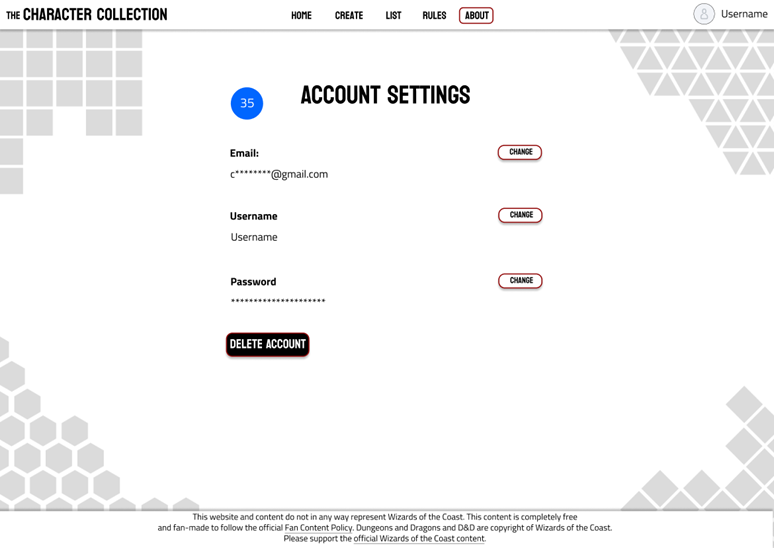 THE CHARACTER COLLECTION
HOME CREATE LIST RULES ABOUT
Username
35
ACCOUNT SETTINGS
Email:
CHANGE
c********@gmail.com
Username
CHANGE
Username
Password
CHANGE
*********************
DELETE ACCOUNT
This website and content do not in any way represent Wizards of the Coast. This content is completely free
and fan-made to follow the official Fan Content Policy. Dungeons and Dragons and D&D are copyright of Wizards of the Coast.
Please support the official Wizards of the Coast content.